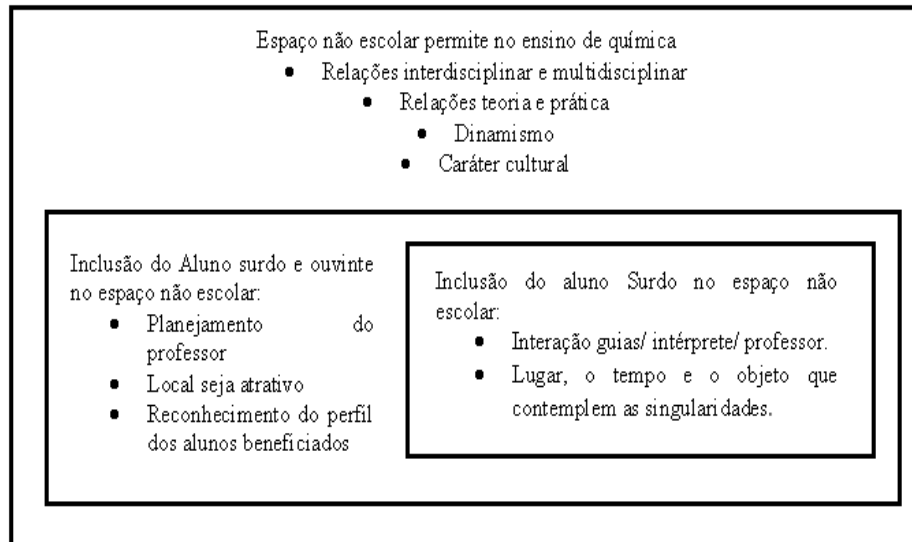 Espaço não escolar permite no ensino de química
• Relações interdisciplinar e multidisciplinar
• Relações teoria e prática
• Dinamismo
• Caráter cultural
Inclusão do Aluno surdo e ouvinte
no espaço não escolar:
• Planejamento do
professor
• Local seja atrativo
• Reconhecimento do perfil
dos alunos beneficiados
Inclusão do aluno Surdo no espaço não
escolar:
• Interação guias/ intérprete/ professor.
• Lugar, o tempo e o objeto que
contemplem as singularidades.